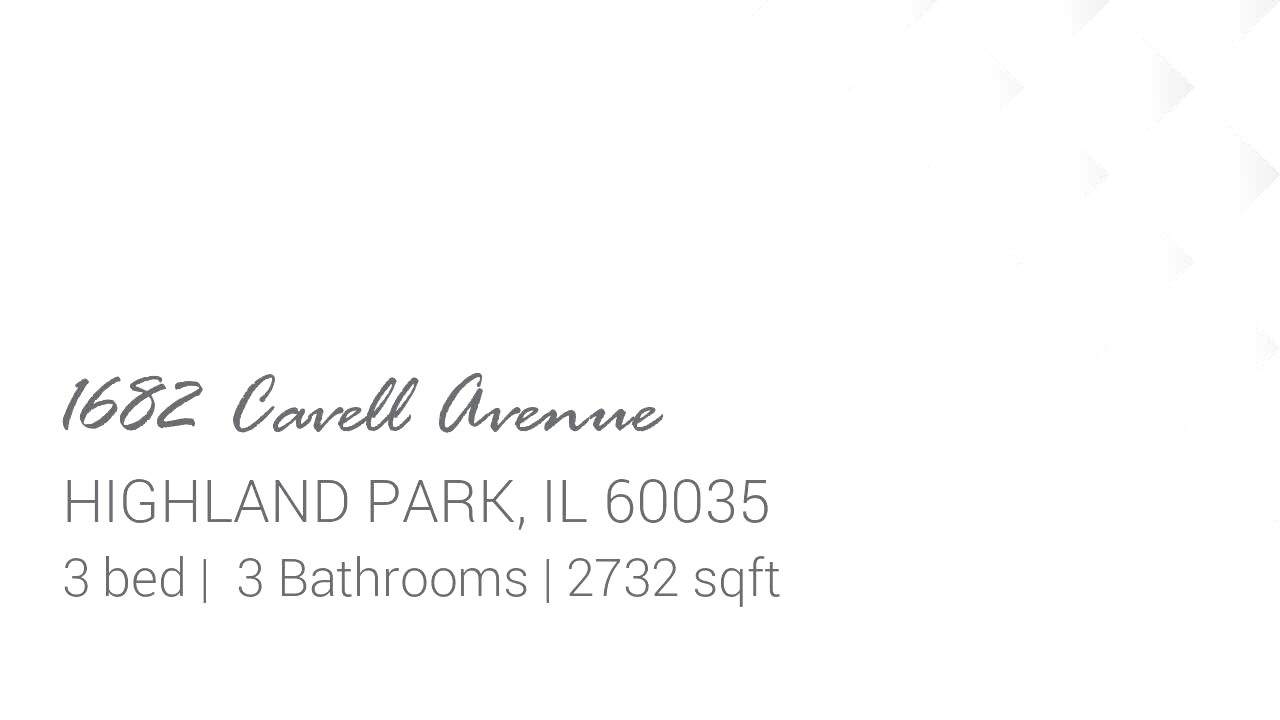 1682 Cavell Avenue
HIGHLAND PARK, IL 60035
3 bed | 3 Bathrooms | 2732 sqft